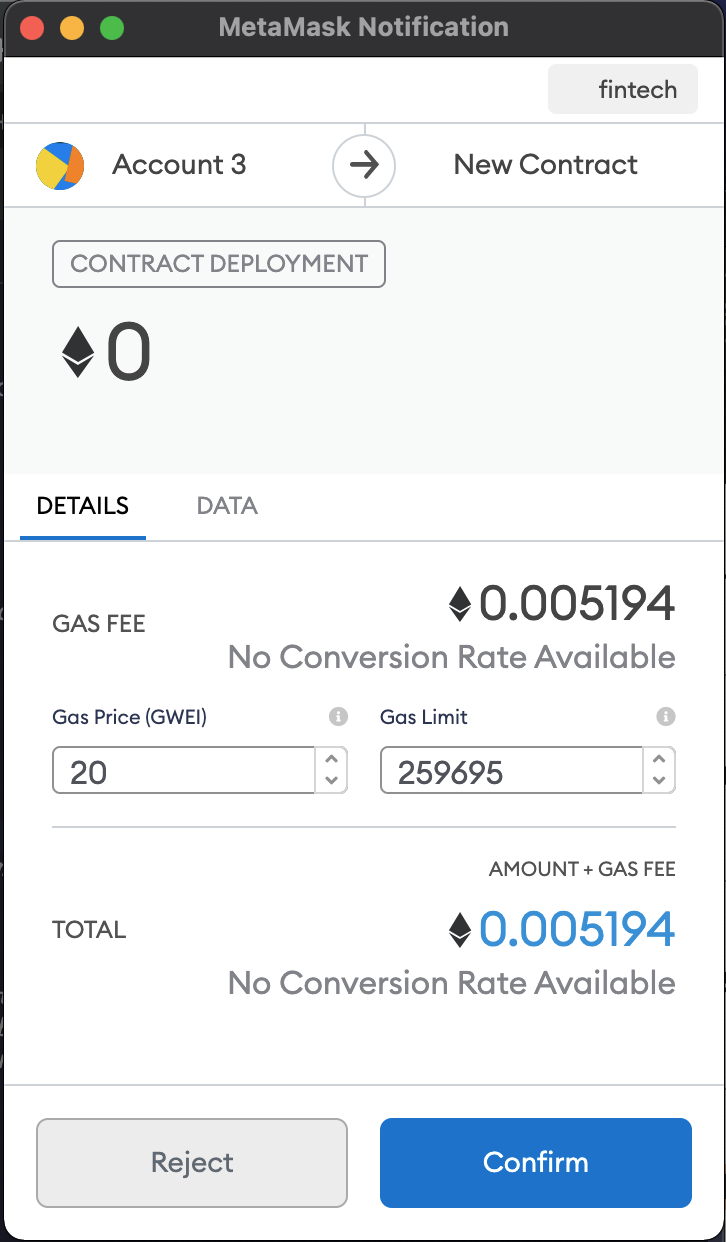 MetaMask Notification
fintech
Account 3
New Contract
CONTRACT DEPLOYMENT
0
DETAILS DATA
GAS FEE
0.005194
No Conversion Rate Available
Gas Price (GWEI)
Gas Limit
20
259695
AMOUNT + GAS FEE
TOTAL
0.005194
No Conversion Rate Available
Reject
Confirm